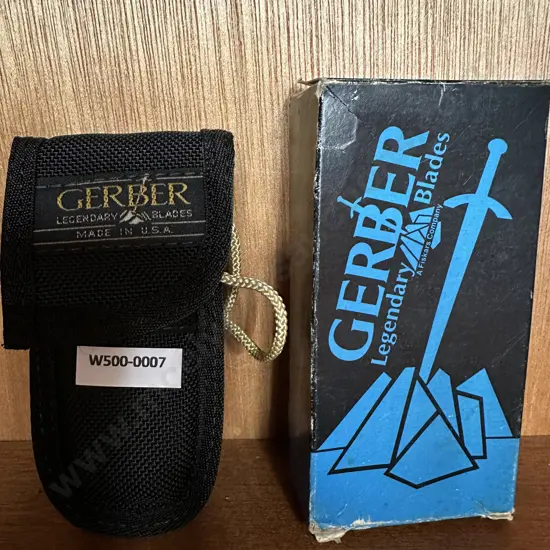 GERBER
LEGENDARY BLADES
MADE IN U.S.A.
W500-0007
GERBER
Legendary Blades
A Fiskars Company